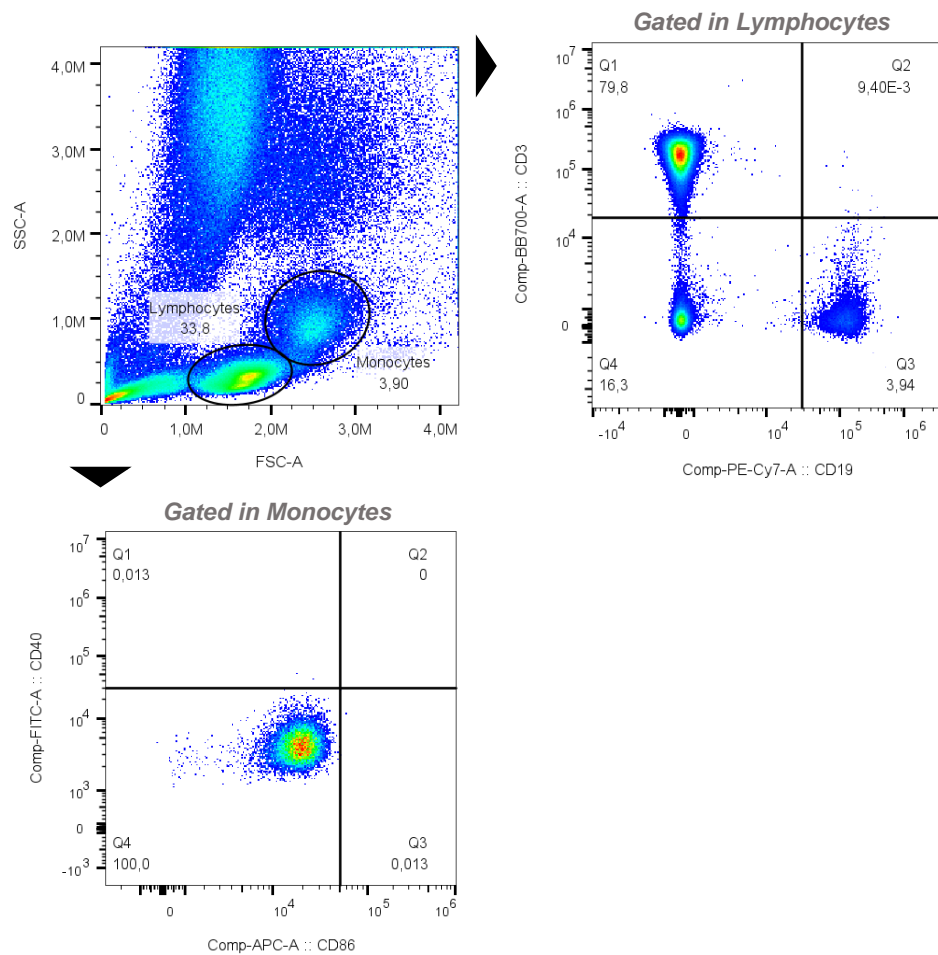 Gated in Lymphocytes
4,0M
3,0M
2,0M
1,0M
0
SSC-A
Lymphocytes
33,8
Monocytes
3,90
0 1,0M 2,0M 3,0M 4,0M
FSC-A
10^7
10^6
10^5
10^4
0
Comp-BB700-A :: CD3
Q1
79,8
Q2
9,40E-3
Q4
16,3
Q3
3,94
-10^4 0 10^4 10^5 10^6
Comp-PE-Cy7-A :: CD19
Gated in Monocytes
10^7
10^6
10^5
10^4
10^3
0
-10^3
Comp-FITC-A :: CD40
Q1
0,013
Q2
0
Q4
100,0
Q3
0,013
0 10^4 10^5 10^6
Comp-APC-A :: CD86